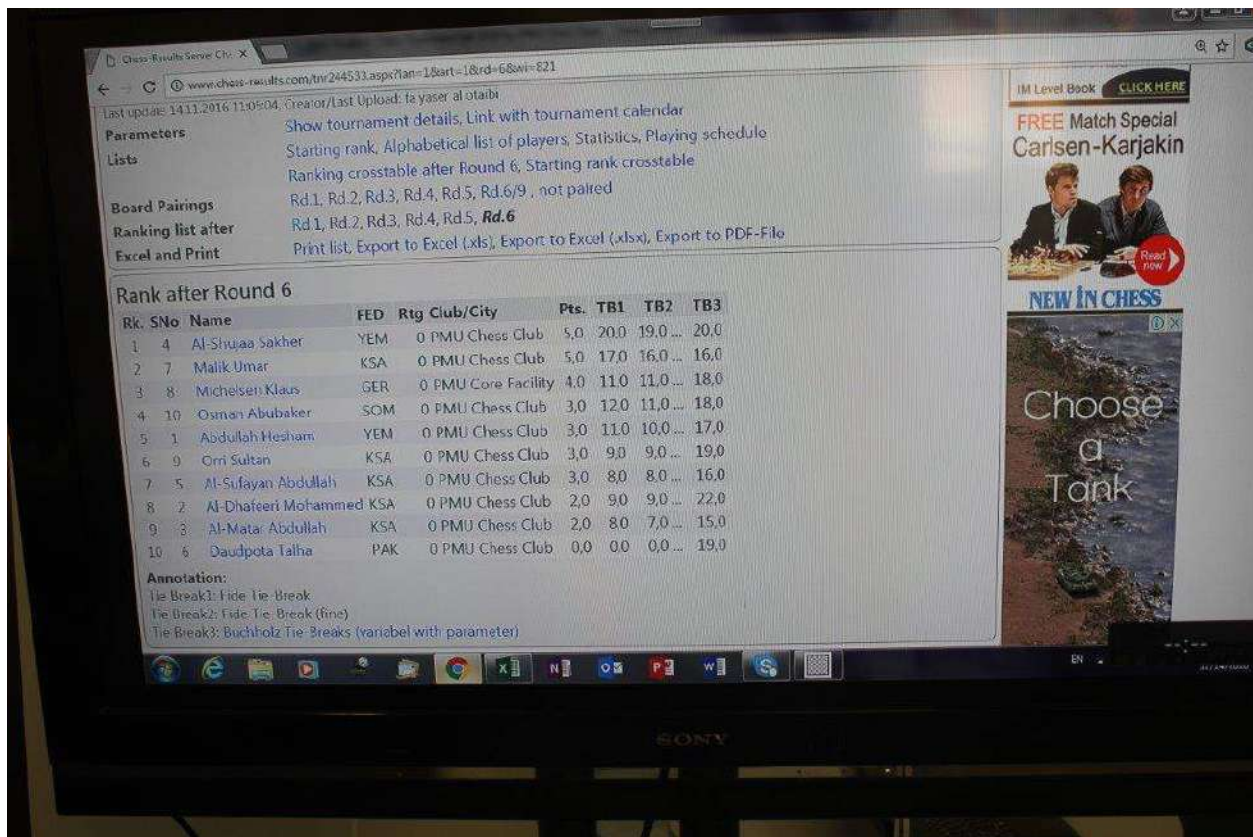 Chess-Results Server Che X
www.chess-results.com/tnr244533.aspx?lan=1&art=1&rd=6&wi=821
Last update 14.11.2016 11:05:04, Creator/Last Upload: fa yaser al otaibi
Parameters Show tournament details, Link with tournament calendar
Lists Starting rank, Alphabetical list of players, Statistics, Playing schedule
Ranking crosstable after Round 6, Starting rank crosstable
Board Pairings Rd.1, Rd.2, Rd.3, Rd.4, Rd.5, Rd.6/9 , not paired
Ranking list after Rd.1, Rd.2, Rd.3, Rd.4, Rd.5, Rd.6
Excel and Print Print list, Export to Excel (.xls), Export to Excel (.xlsx), Export to PDF-File
Rank after Round 6
Rk. SNo Name FED Rtg Club/City Pts. TB1 TB2 TB3
1 4 Al-Shujaa Sakher YEM 0 PMU Chess Club 5,0 20,0 19,0 ... 20,0
2 7 Malik Umar KSA 0 PMU Chess Club 5,0 17,0 16,0 ... 16,0
3 8 Michelsen Klaus GER 0 PMU Core Facility 4,0 11,0 11,0 ... 18,0
4 10 Osman Abubaker SOM 0 PMU Chess Club 3,0 12,0 11,0 ... 18,0
5 1 Abdullah Hesham YEM 0 PMU Chess Club 3,0 11,0 10,0 ... 17,0
6 9 Orri Sultan KSA 0 PMU Chess Club 3,0 9,0 9,0 ... 19,0
7 5 Al-Sufayan Abdullah KSA 0 PMU Chess Club 3,0 8,0 8,0 ... 16,0
8 2 Al-Dhafeeri Mohammed KSA 0 PMU Chess Club 2,0 9,0 9,0 ... 22,0
9 3 Al-Matar Abdullah KSA 0 PMU Chess Club 2,0 8,0 7,0 ... 15,0
10 6 Daudpota Talha PAK 0 PMU Chess Club 0,0 0,0 0,0 ... 19,0
Annotation:
Tie Break1: Fide Tie-Break
Tie Break2: Fide Tie-Break (fine)
Tie Break3: Buchholz Tie-Breaks (variabel with parameter)
IM Level Book CLICK HERE
FREE Match Special
Carlsen-Karjakin
Read
now
NEW IN CHESS
Choose
a
Tank
EN
SONY